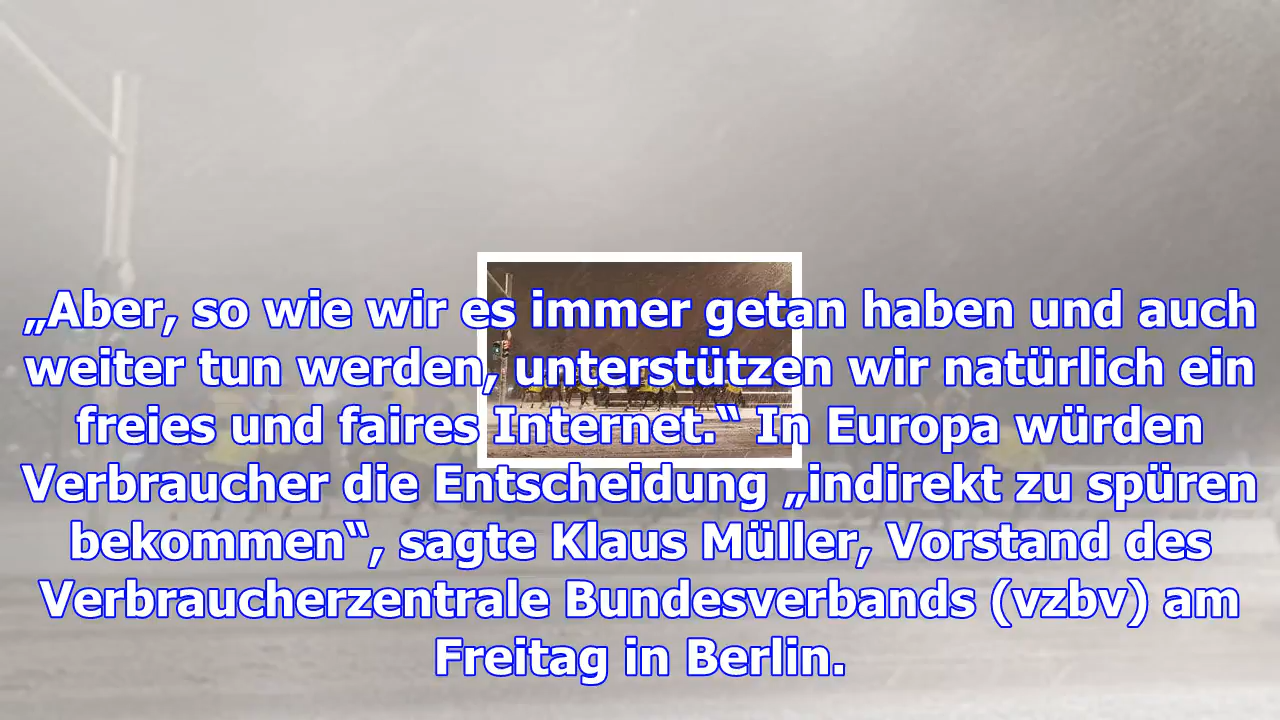 „Aber, so wie wir es immer getan haben und auch
weiter tun werden, unterstützen wir natürlich ein
freies und faires Internet.“ In Europa würden
Verbraucher die Entscheidung „indirekt zu spüren
bekommen“, sagte Klaus Müller, Vorstand des
Verbraucherzentrale Bundesverbands (vzbv) am
Freitag in Berlin.